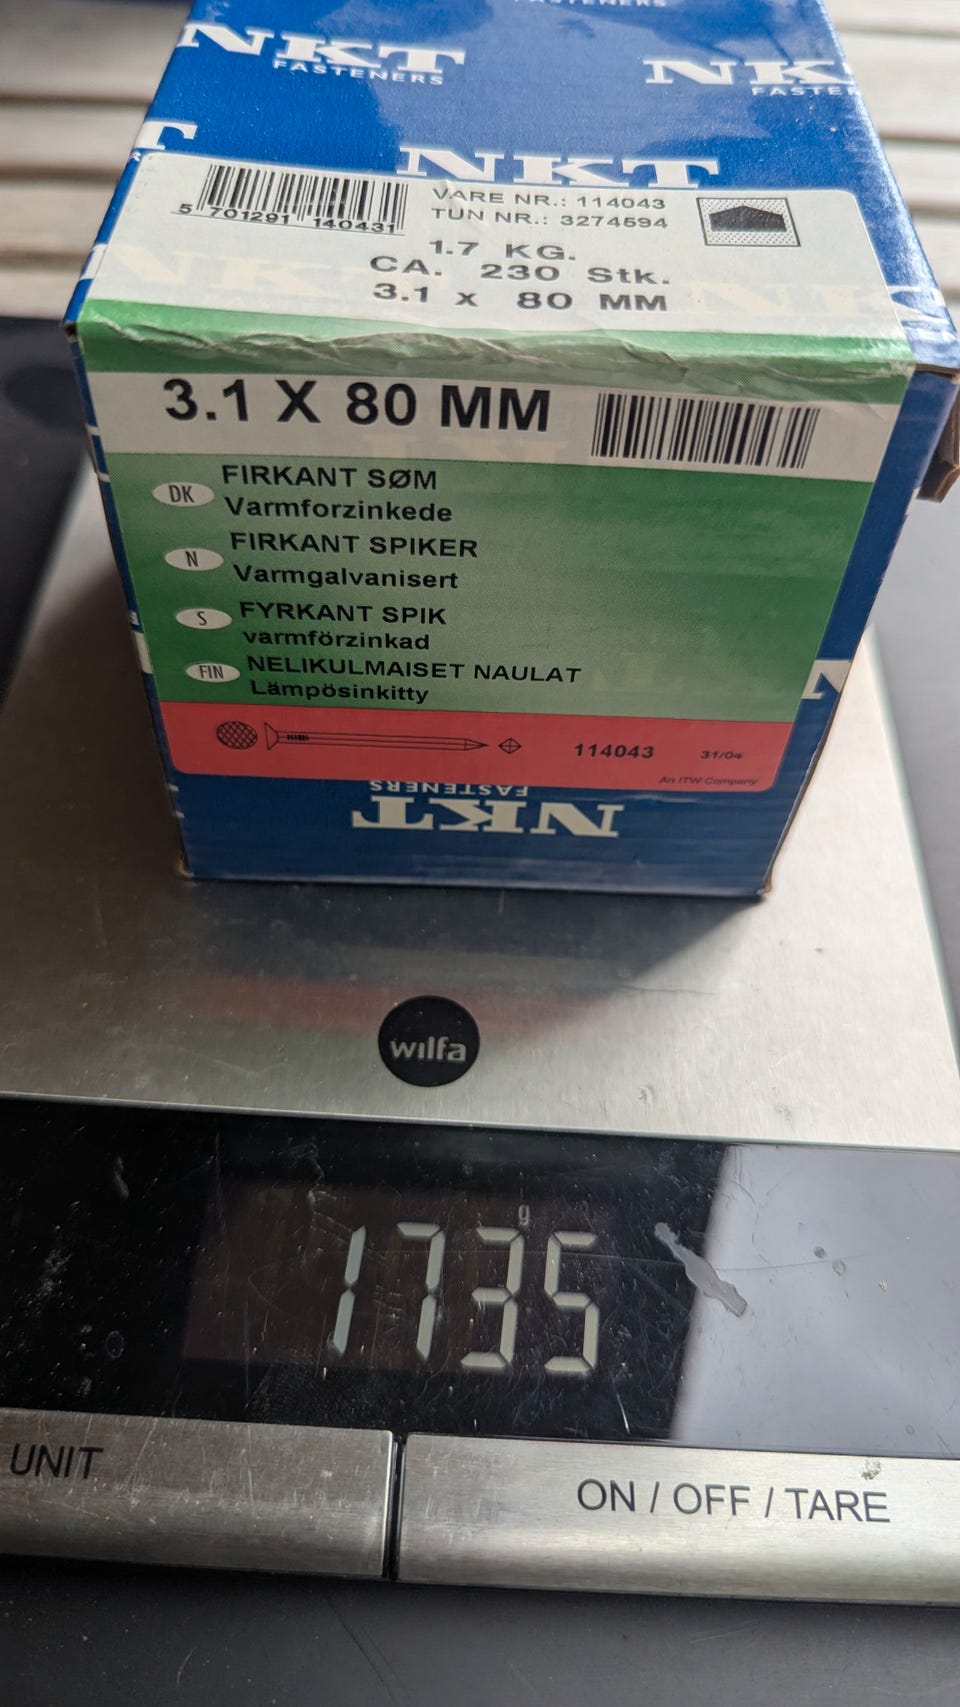 FASTENERS
NKT
FASTENERS
NK
FASTE
NKT
5 701291 140431
VARE NR.: 114043
TUN NR.: 3274594
1.7 KG.
CA. 230 Stk.
3.1 x 80 MM
3.1 X 80 MM
DK FIRKANT SØM
Varmforzinkede
N FIRKANT SPIKER
Varmgalvanisert
S FYRKANT SPIK
varmförzinkad
FIN NELIKULMAISET NAULAT
Lämpösinkitty
114043 31/04
An ITW Company
FASTENERS
NKT
wilfa
g
1735
UNIT
ON / OFF / TARE